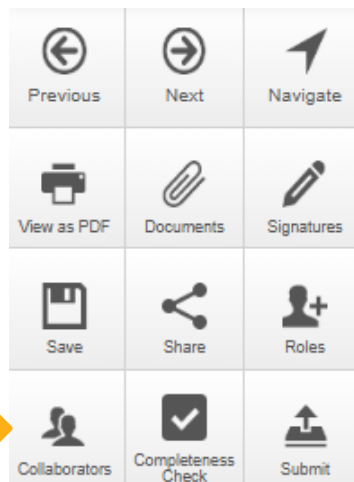 Previous
Next
Navigate
View as PDF
Documents
Signatures
Save
Share
Roles
Collaborators
Completeness
Check
Submit